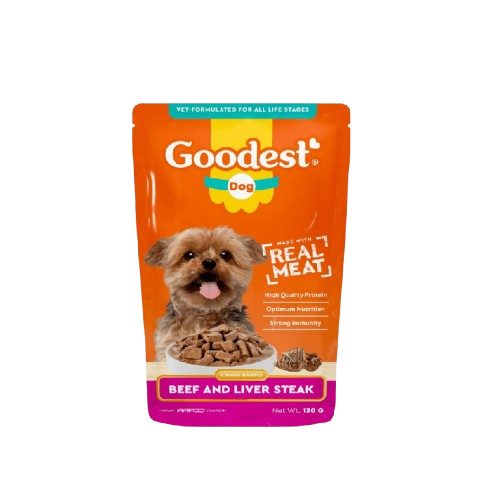 VET-FORMULATED FOR ALL LIFE STAGES
Goodest®
Dog
MADE WITH
REAL
MEAT
High Quality Protein
Optimum Nutrition
Strong Immunity
BEEF AND LIVER STEAK
AAFCO
Net Wt. 130 G